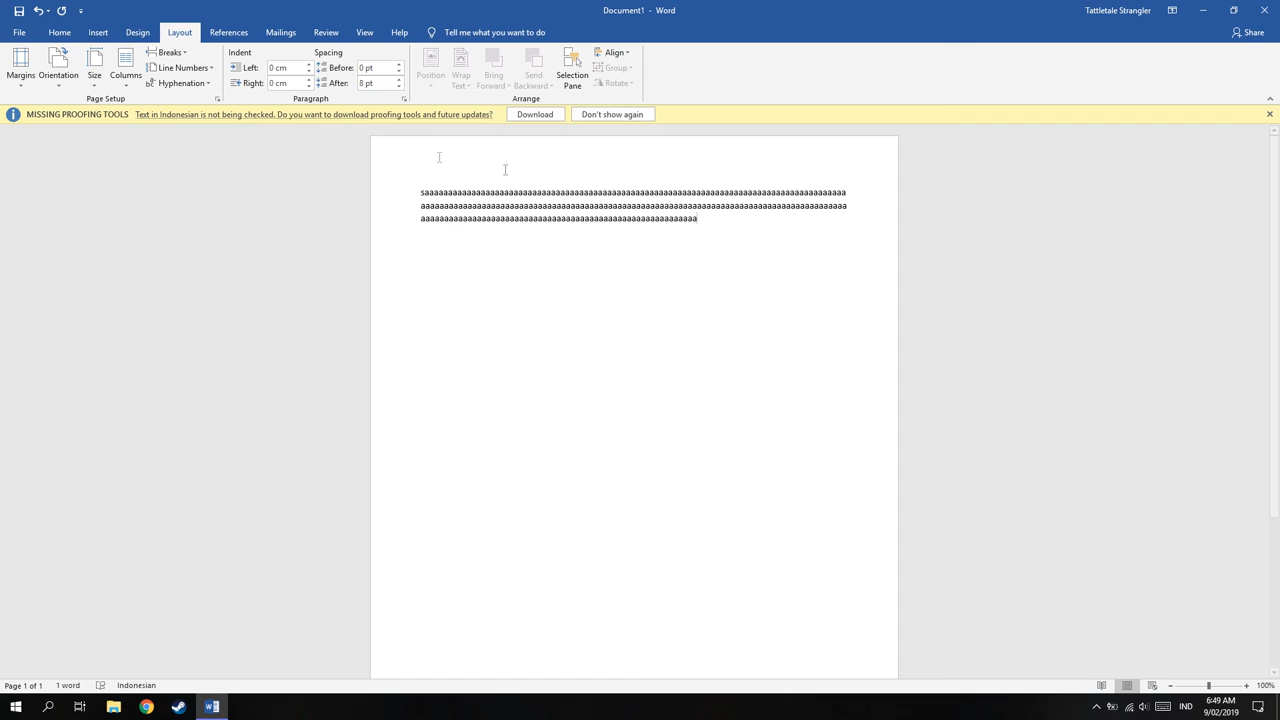 Document1 - Word
Tattletale Strangler
File Home Insert Design Layout References Mailings Review View Help Tell me what you want to do Share
Margins Orientation Size Columns
Breaks
Line Numbers
Hyphenation
Page Setup
Indent Spacing
Left: 0 cm Before: 0 pt
Right: 0 cm After: 8 pt
Paragraph
Position Wrap Text Bring Forward Send Backward Selection Pane
Align
Group
Rotate
Arrange
MISSING PROOFING TOOLS Text in Indonesian is not being checked. Do you want to download proofing tools and future updates? Download Don't show again
Page 1 of 1 1 word Indonesian 100%
IND
6:49 AM
9/02/2019